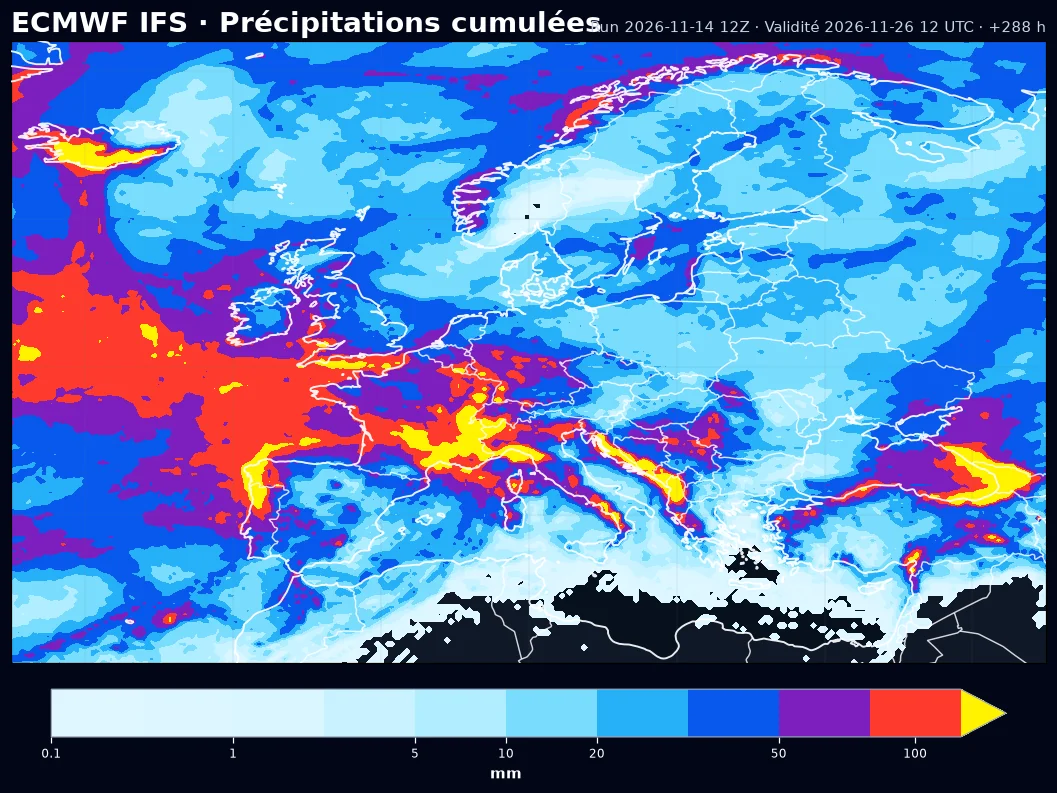 ECMWF IFS · Précipitations cumulées
Run 2026-11-14 12Z · Validité 2026-11-26 12 UTC · +288 h
0.1 1 5 10 20 50 100
mm